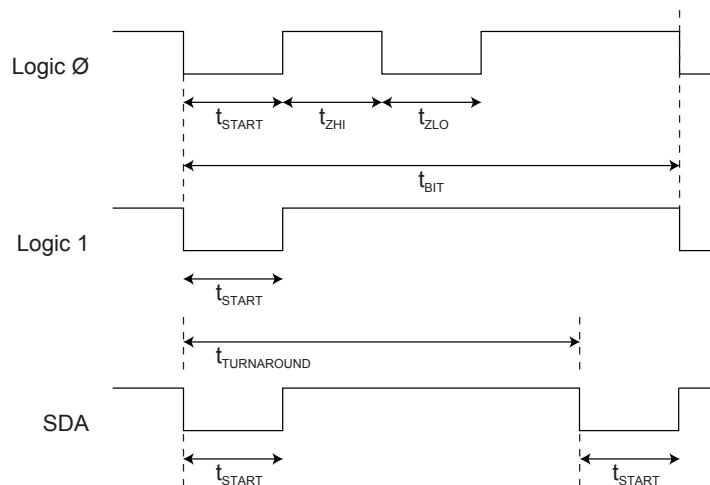 Logic Ø
tSTART
tZHI
tZLO
tBIT
Logic 1
tSTART
tTURNAROUND
SDA
tSTART
tSTART